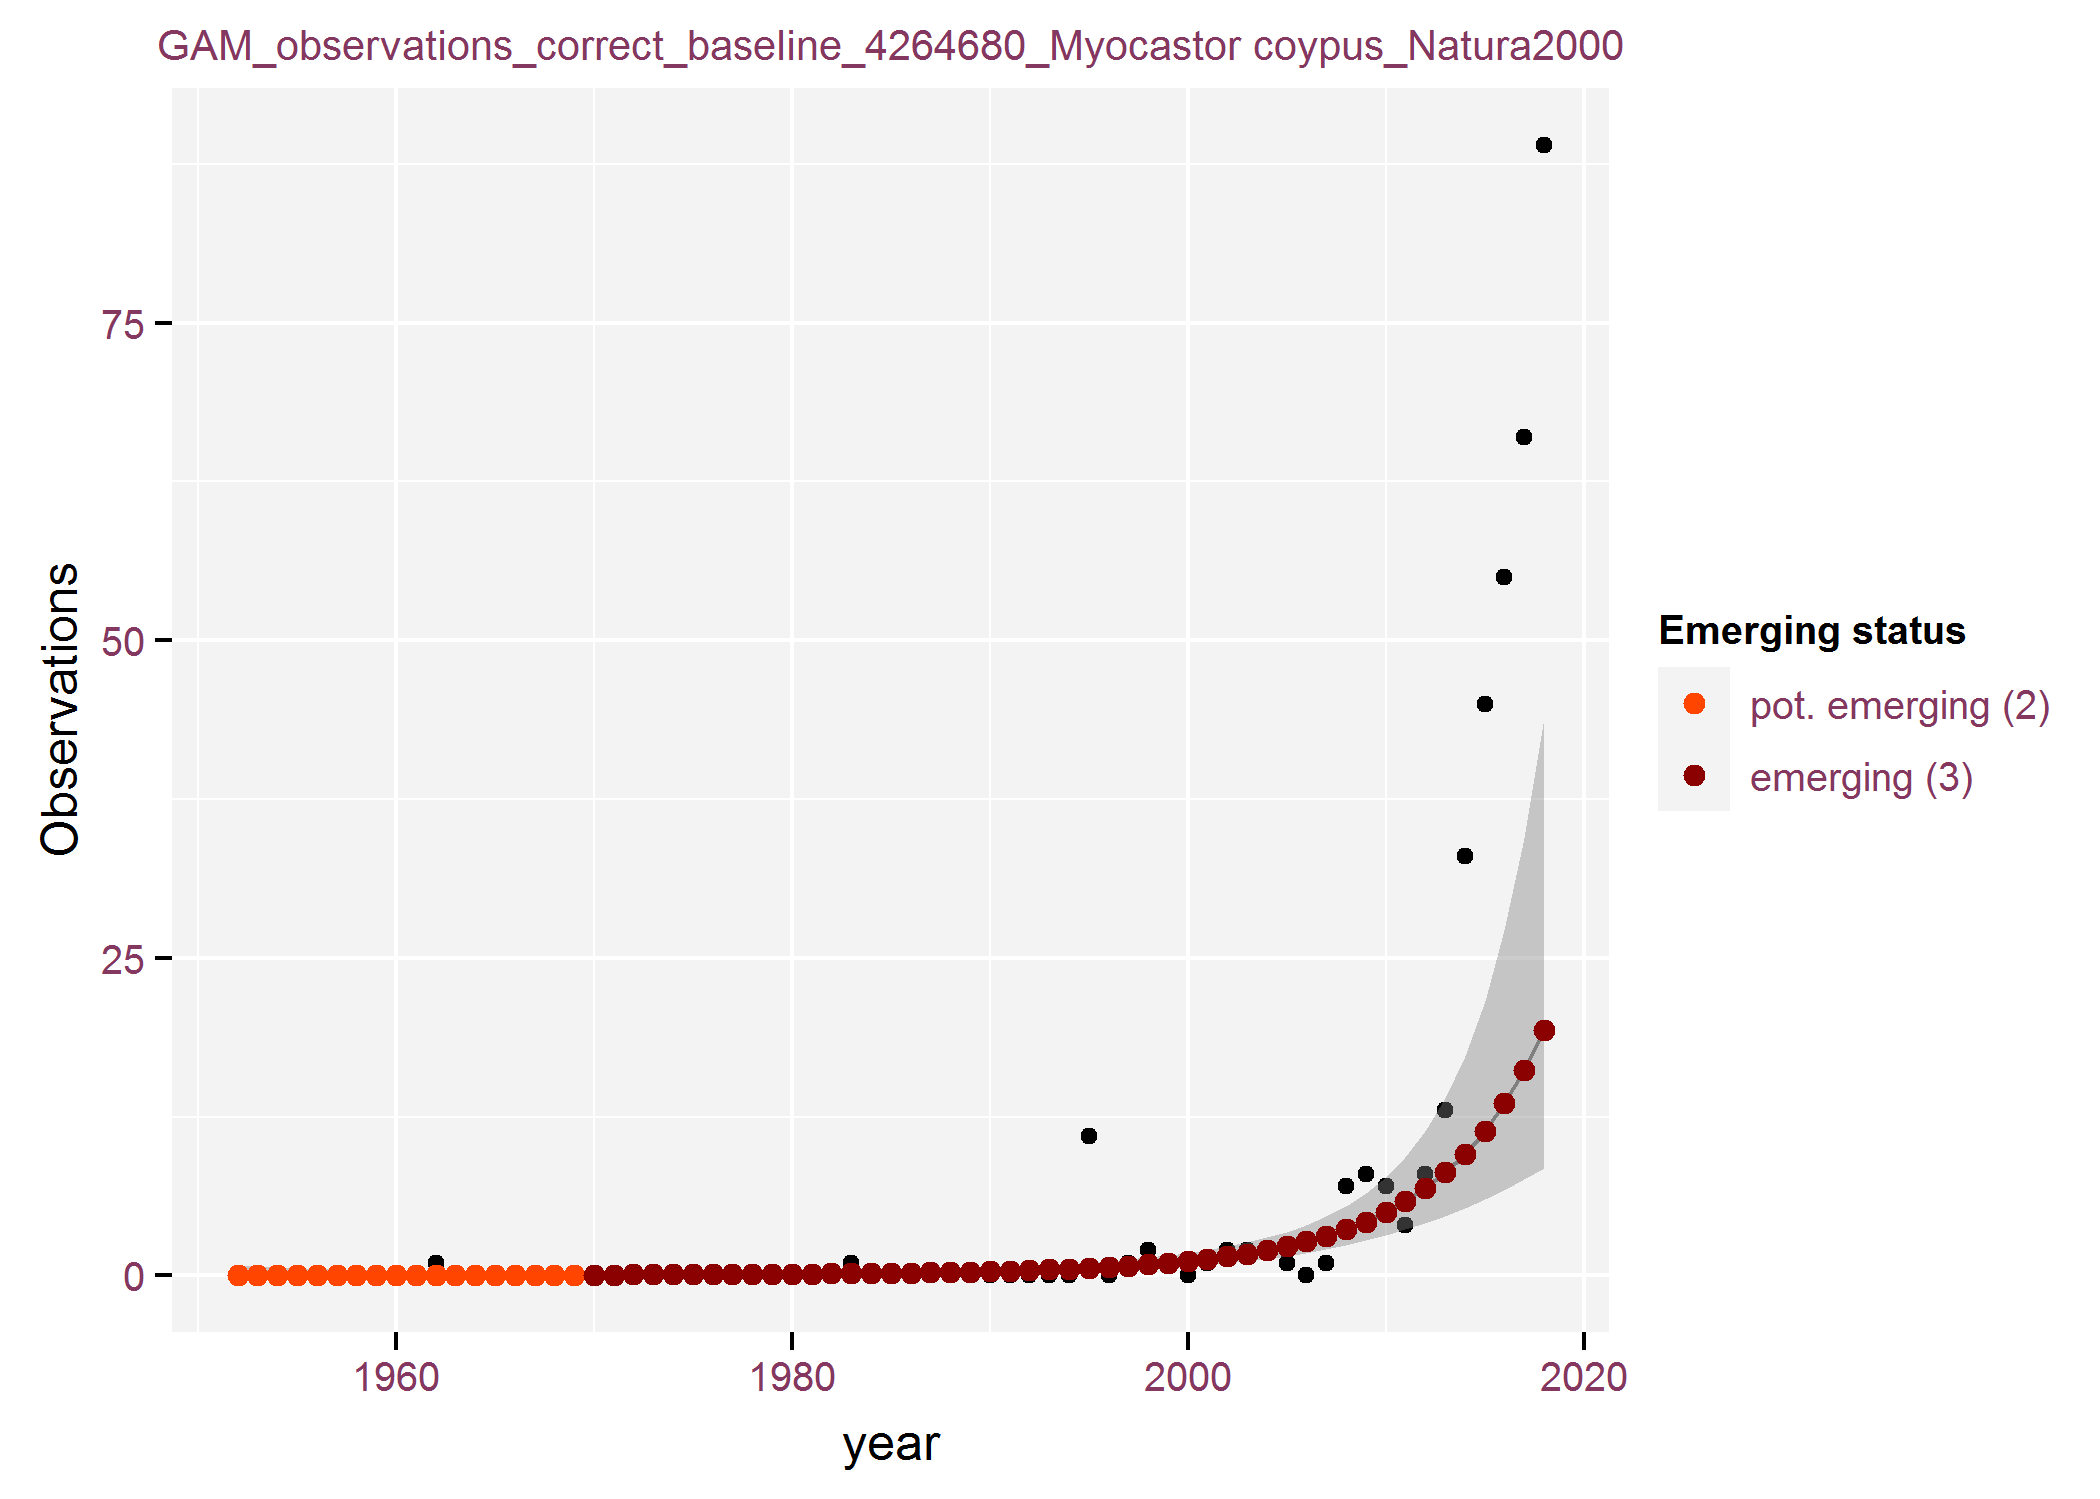 GAM_observations_correct_baseline_4264680_Myocastor coypus_Natura2000
Observations
75
50
25
0
1960
1980
2000
2020
year
Emerging status
pot. emerging (2)
emerging (3)